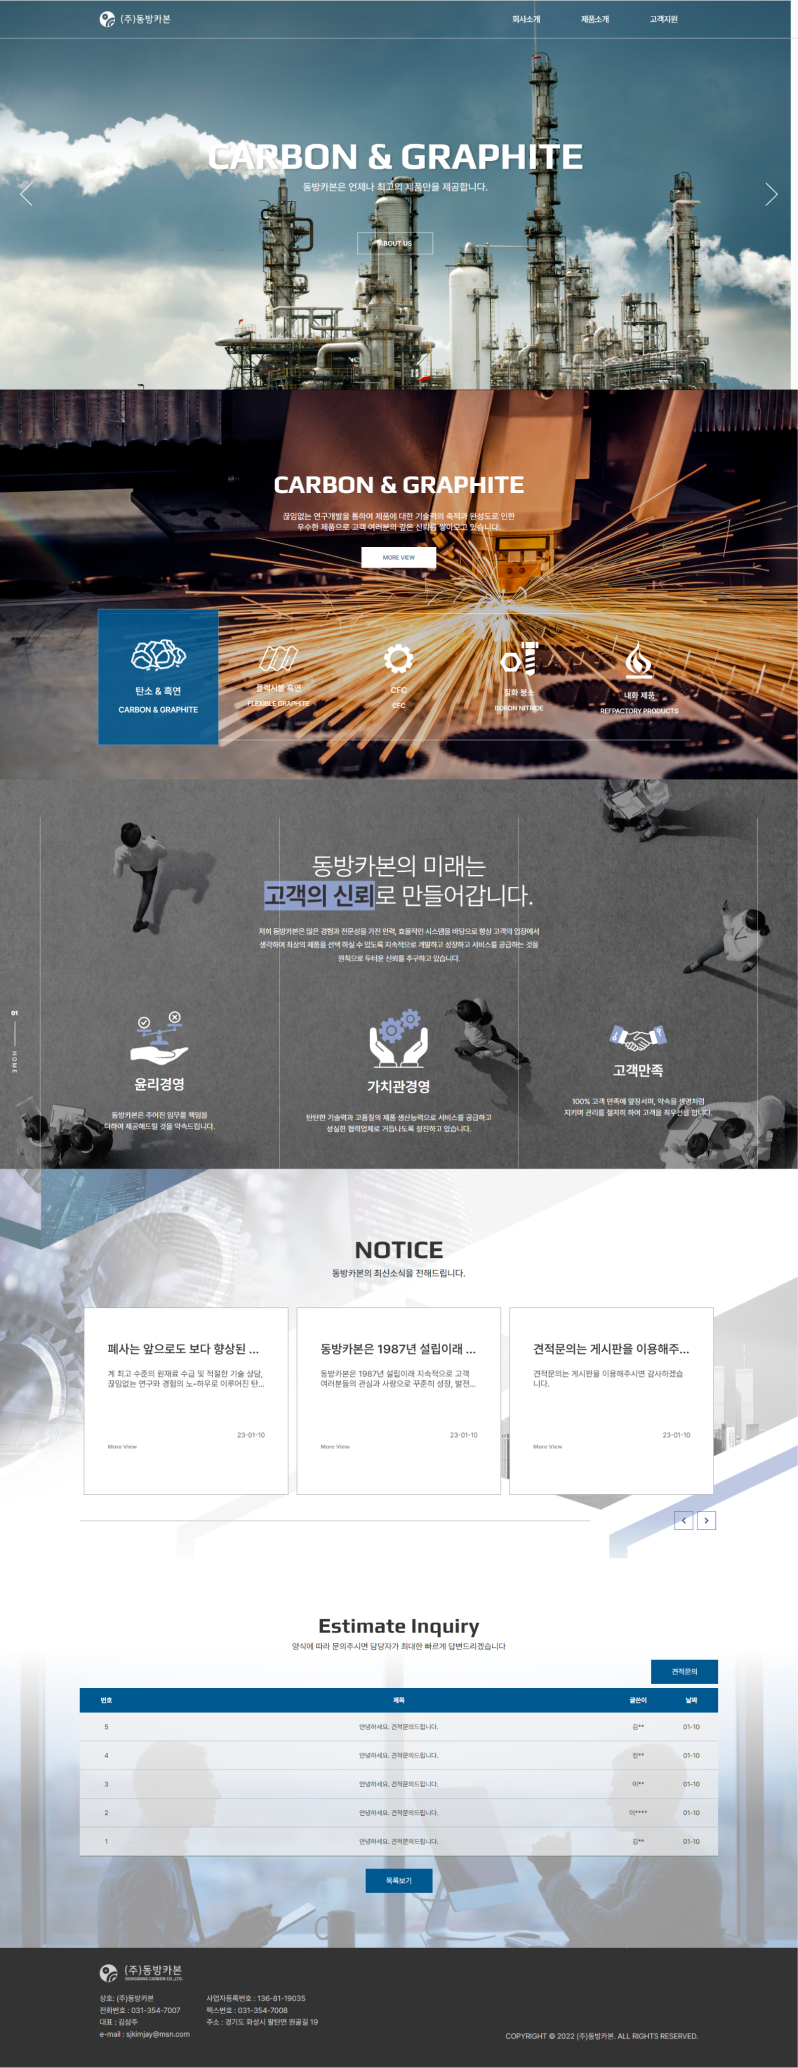 (주)동방카본
회사소개 제품소개 고객지원
CARBON & GRAPHITE
동방카본은 언제나 최고의 제품만을 제공합니다.
ABOUT US
CARBON & GRAPHITE
끊임없는 연구개발을 통하여 제품에 대한 기술력의 축적과 완성도로 인한
우수한 제품으로 고객 여러분의 깊은 신뢰를 쌓아오고 있습니다.
MORE VIEW
탄소 & 흑연
CARBON & GRAPHITE
플렉시블 흑연
FLEXIBLE GRAPHITE
CFC
CFC
질화 붕소
BORON NITRIDE
내화 제품
REFPACTORY PRODUCTS
동방카본의 미래는
고객의 신뢰로 만들어갑니다.
저희 동방카본은 많은 경험과 전문성을 가진 인력, 효율적인 시스템을 바탕으로 항상 고객의 입장에서
생각하여 최상의 제품을 선택 하실 수 있도록 지속적으로 개발하고 성장하고 서비스를 공급하는 것을
원칙으로 두터운 신뢰를 추구하고 있습니다.
01
HOME
윤리경영
동방카본은 주어진 임무를 책임을
다하여 제공해드릴 것을 약속드립니다.
가치관경영
탄탄한 기술력과 고품질의 제품 생산능력으로 서비스를 공급하고
성실한 협력업체로 거듭나도록 정진하고 있습니다.
고객만족
100% 고객 만족에 앞장서며, 약속을 생명처럼
지키며 관리를 철저히 하여 고객을 최우선을 합니다.
NOTICE
동방카본의 최신소식을 전해드립니다.
폐사는 앞으로도 보다 향상된 ...
계 최고 수준의 원재료 수급 및 적절한 기술 상담,
끊임없는 연구와 경험의 노-하우로 이루어진 탄...
23-01-10
More View
동방카본은 1987년 설립이래 ...
동방카본은 1987년 설립이래 지속적으로 고객
여러분들의 관심과 사랑으로 꾸준히 성장, 발전...
23-01-10
More View
견적문의는 게시판을 이용해주...
견적문의는 게시판을 이용해주시면 감사하겠습
니다.
23-01-10
More View
Estimate Inquiry
양식에 따라 문의주시면 담당자가 최대한 빠르게 답변드리겠습니다
견적문의
번호 제목 글쓴이 날짜
5 안녕하세요. 견적문의드립니다. 김** 01-10
4 안녕하세요. 견적문의드립니다. 정** 01-10
3 안녕하세요. 견적문의드립니다. 이** 01-10
2 안녕하세요. 견적문의드립니다. 이**** 01-10
1 안녕하세요. 견적문의드립니다. 김** 01-10
목록보기
(주)동방카본
DONGBANG CARBON CO.,LTD.
상호: (주)동방카본 사업자등록번호 : 136-81-19035
전화번호 : 031-354-7007 팩스번호 : 031-354-7008
대표 : 김상주 주소 : 경기도 화성시 팔탄면 원골길 19
e-mail : sjkimjay@msn.com
COPYRIGHT © 2022 (주)동방카본. ALL RIGHTS RESERVED.